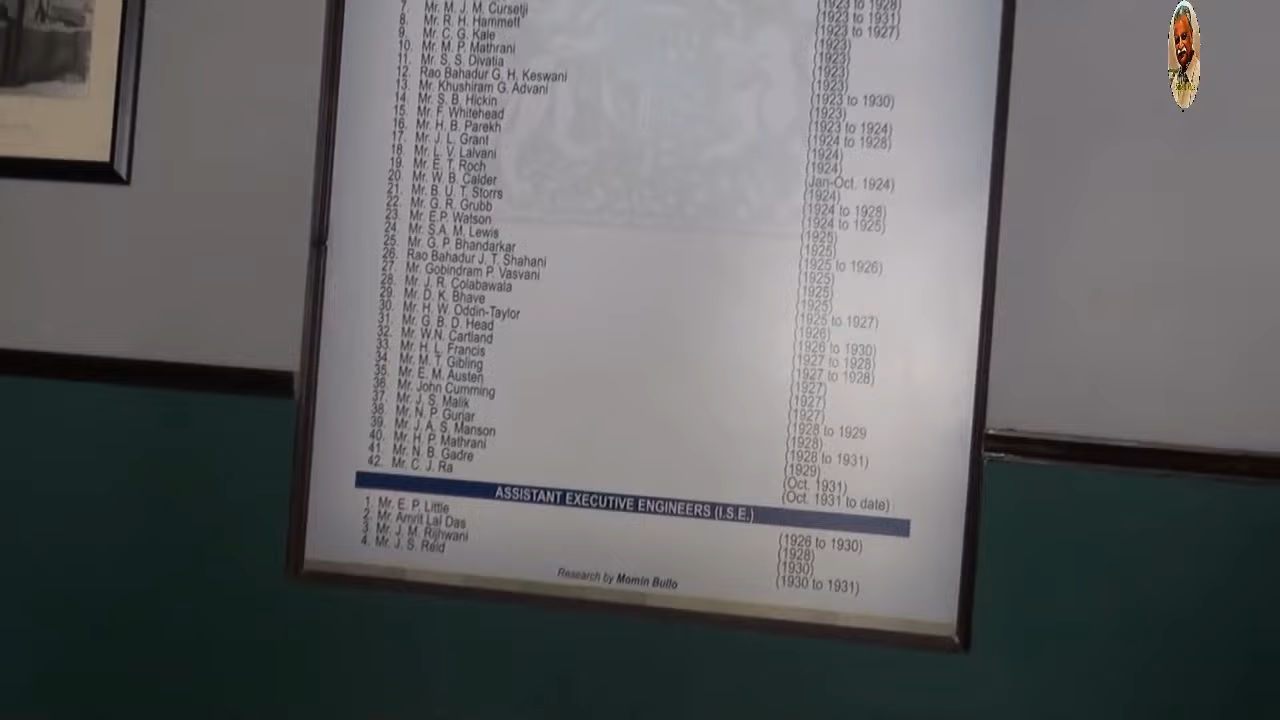 7. Mr. M. J. M. Cursetji (1923 to 1928)
8. Mr. R. H. Hammett (1923 to 1931)
9. Mr. C. G. Kale (1923 to 1927)
10. Mr. M. P. Mathrani (1923)
11. Mr. S. S. Divatia (1923)
12. Rao Bahadur G. H. Keswani (1923)
13. Mr. Khushiram G. Advani (1923)
14. Mr. S. B. Hickin (1923 to 1930)
15. Mr. F. Whitehead (1923)
16. Mr. H. B. Parekh (1923 to 1924)
17. Mr. J. L. Grant (1924 to 1928)
18. Mr. L. V. Lalvani (1924)
19. Mr. E. T. Roch (1924)
20. Mr. W. B. Calder (Jan-Oct. 1924)
21. Mr. B. U. T. Storrs (1924)
22. Mr. G. R. Grubb (1924 to 1928)
23. Mr. E.P. Watson (1924 to 1925)
24. Mr. S.A. M. Lewis (1925)
25. Mr. G. P. Bhandarkar (1925)
26. Rao Bahadur J. T. Shahani (1925 to 1926)
27. Mr. Gobindram P. Vasvani (1925)
28. Mr. J. R. Colabawala (1925)
29. Mr. D. K. Bhave (1925)
30. Mr. H. W. Oddin-Taylor (1925 to 1927)
31. Mr. G. B. D. Head (1926)
32. Mr. W.N. Cartland (1926 to 1930)
33. Mr. H. L. Francis (1927 to 1928)
34. Mr. M. T. Gibling (1927 to 1928)
35. Mr. E. M. Austen (1927)
36. Mr. John Cumming (1927)
37. Mr. J. S. Malik (1927)
38. Mr. N. P. Gurjar (1928 to 1929
39. Mr. J. A. S. Manson (1928)
40. Mr. H. P. Mathrani (1928 to 1931)
41. Mr. N. B. Gadre (1929)
42. Mr. C. J. Ra (Oct. 1931)
(Oct. 1931 to date)
ASSISTANT EXECUTIVE ENGINEERS (I.S.E.)
1. Mr. E. P. Little (1926 to 1930)
2. Mr. Amrit Lal Das (1928)
3. Mr. J. M. Rijhwani (1930)
4. Mr. J. S. Reid (1930 to 1931)
Research by Momin Bullo